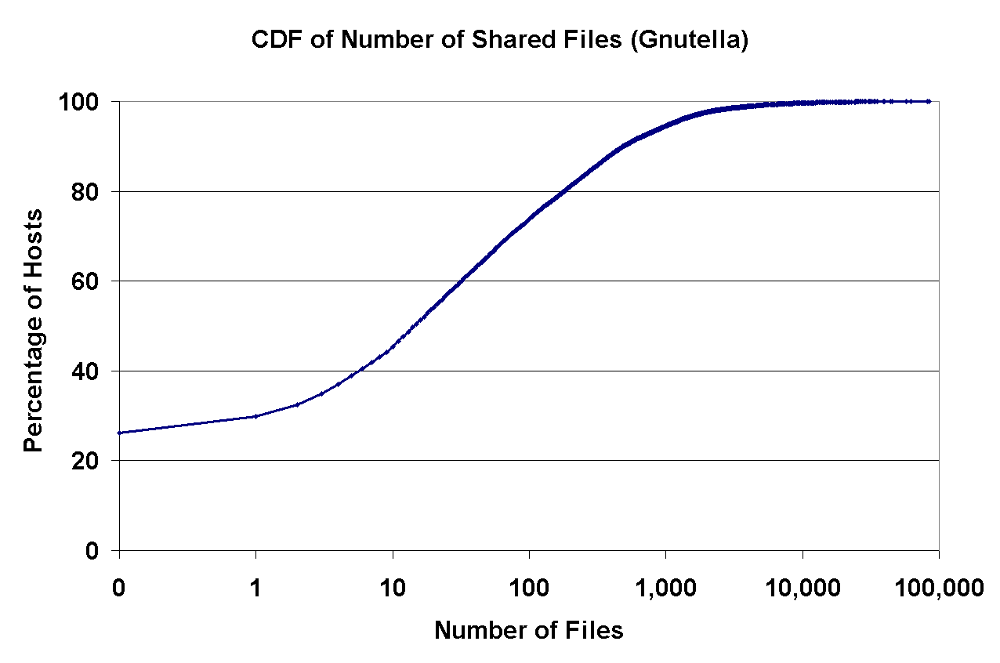 CDF of Number of Shared Files (Gnutella)
100
80
60
40
20
0
Percentage of Hosts
0 1 10 100 1,000 10,000 100,000
Number of Files